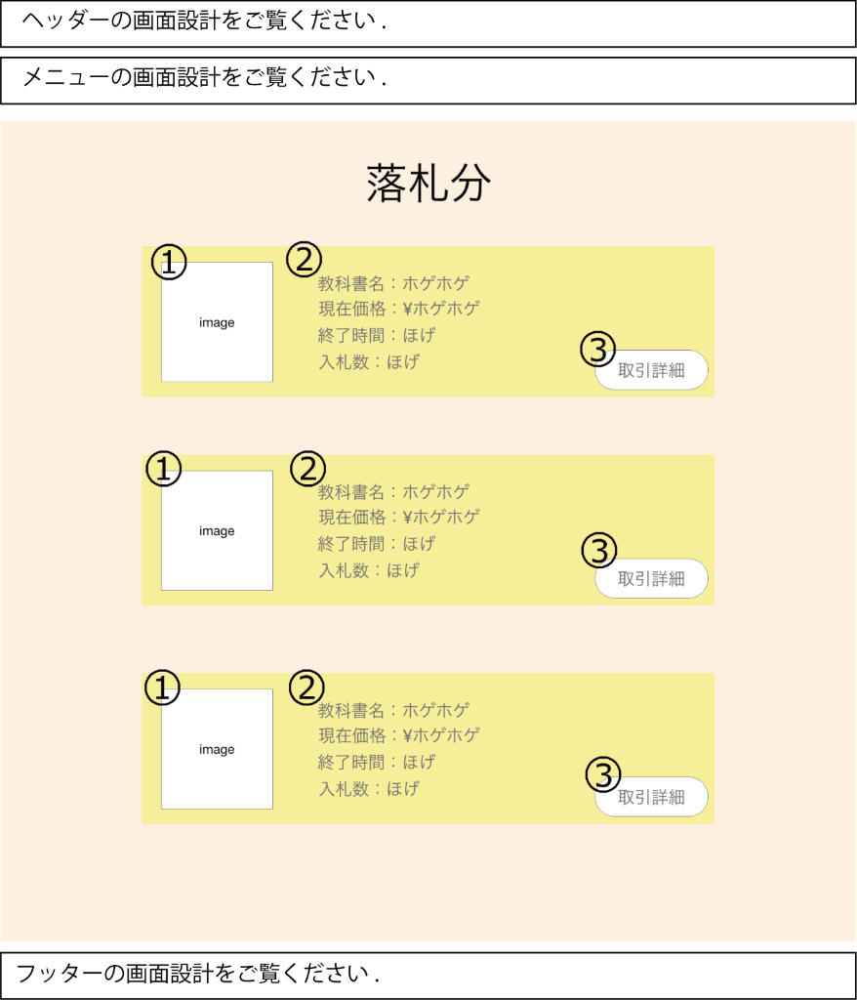 ヘッダーの画面設計をご覧ください.
メニューの画面設計をご覧ください.
落札分
①
②
image
教科書名：ホゲホゲ
現在価格：¥ホゲホゲ
終了時間：ほげ
入札数：ほげ
③
取引詳細
①
②
image
教科書名：ホゲホゲ
現在価格：¥ホゲホゲ
終了時間：ほげ
入札数：ほげ
③
取引詳細
①
②
image
教科書名：ホゲホゲ
現在価格：¥ホゲホゲ
終了時間：ほげ
入札数：ほげ
③
取引詳細
フッターの画面設計をご覧ください.